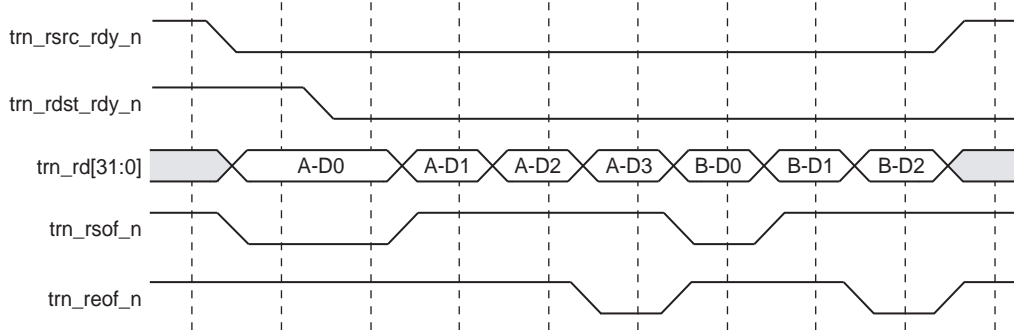 trn_rsrc_rdy_n
trn_rdst_rdy_n
trn_rd[31:0] A-D0 A-D1 A-D2 A-D3 B-D0 B-D1 B-D2
trn_rsof_n
trn_reof_n